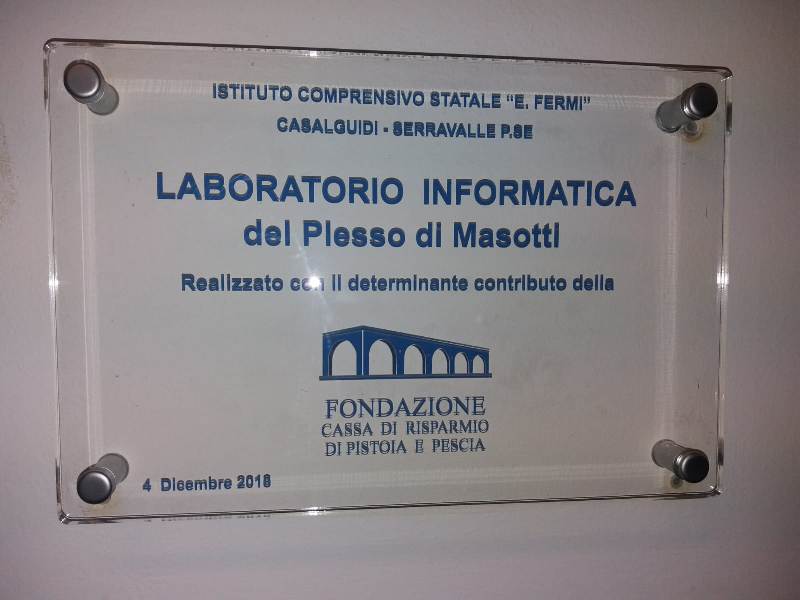 ISTITUTO COMPRENSIVO STATALE "E. FERMI"
CASALGUIDI - SERRAVALLE P.SE
LABORATORIO INFORMATICA
del Plesso di Masotti
Realizzato con il determinante contributo della
FONDAZIONE
CASSA DI RISPARMIO
DI PISTOIA E PESCIA
4 Dicembre 2018